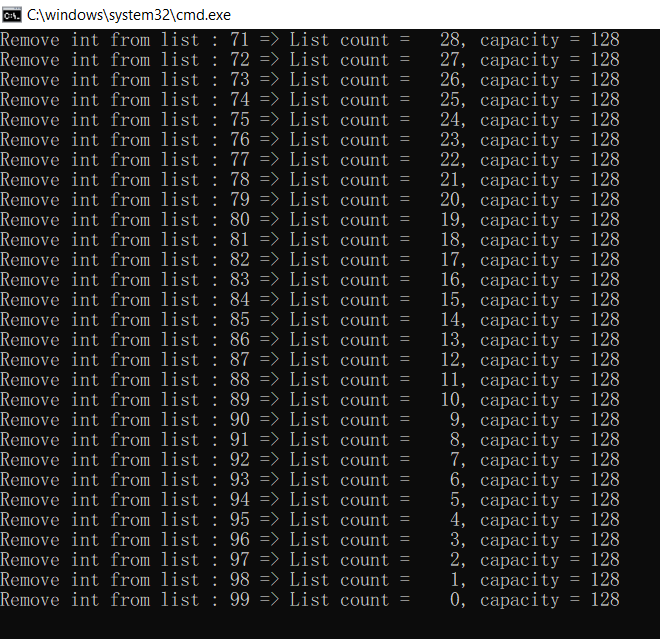 C:\windows\system32\cmd.exe
Remove int from list : 71 => List count =   28, capacity = 128
Remove int from list : 72 => List count =   27, capacity = 128
Remove int from list : 73 => List count =   26, capacity = 128
Remove int from list : 74 => List count =   25, capacity = 128
Remove int from list : 75 => List count =   24, capacity = 128
Remove int from list : 76 => List count =   23, capacity = 128
Remove int from list : 77 => List count =   22, capacity = 128
Remove int from list : 78 => List count =   21, capacity = 128
Remove int from list : 79 => List count =   20, capacity = 128
Remove int from list : 80 => List count =   19, capacity = 128
Remove int from list : 81 => List count =   18, capacity = 128
Remove int from list : 82 => List count =   17, capacity = 128
Remove int from list : 83 => List count =   16, capacity = 128
Remove int from list : 84 => List count =   15, capacity = 128
Remove int from list : 85 => List count =   14, capacity = 128
Remove int from list : 86 => List count =   13, capacity = 128
Remove int from list : 87 => List count =   12, capacity = 128
Remove int from list : 88 => List count =   11, capacity = 128
Remove int from list : 89 => List count =   10, capacity = 128
Remove int from list : 90 => List count =    9, capacity = 128
Remove int from list : 91 => List count =    8, capacity = 128
Remove int from list : 92 => List count =    7, capacity = 128
Remove int from list : 93 => List count =    6, capacity = 128
Remove int from list : 94 => List count =    5, capacity = 128
Remove int from list : 95 => List count =    4, capacity = 128
Remove int from list : 96 => List count =    3, capacity = 128
Remove int from list : 97 => List count =    2, capacity = 128
Remove int from list : 98 => List count =    1, capacity = 128
Remove int from list : 99 => List count =    0, capacity = 128